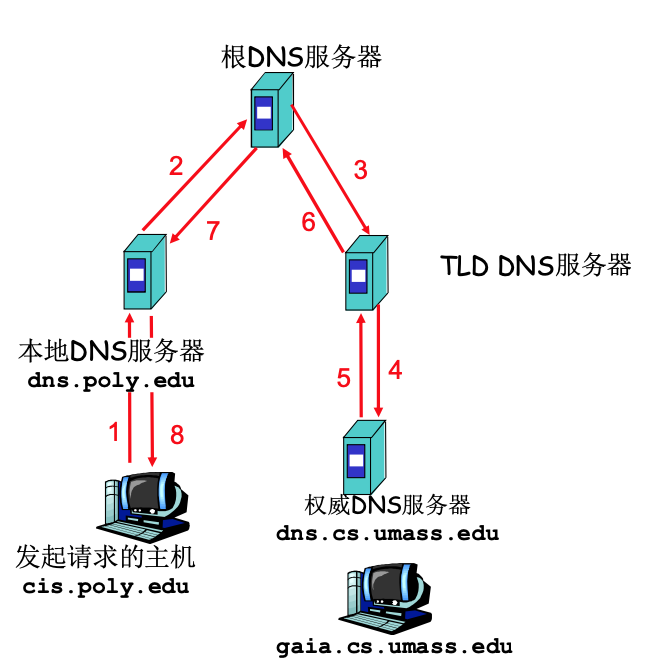 根DNS服务器
2
3
6
7
TLD DNS服务器
本地DNS服务器
dns.poly.edu
5
4
1
8
权威DNS服务器
dns.cs.umass.edu
发起请求的主机
cis.poly.edu
gaia.cs.umass.edu